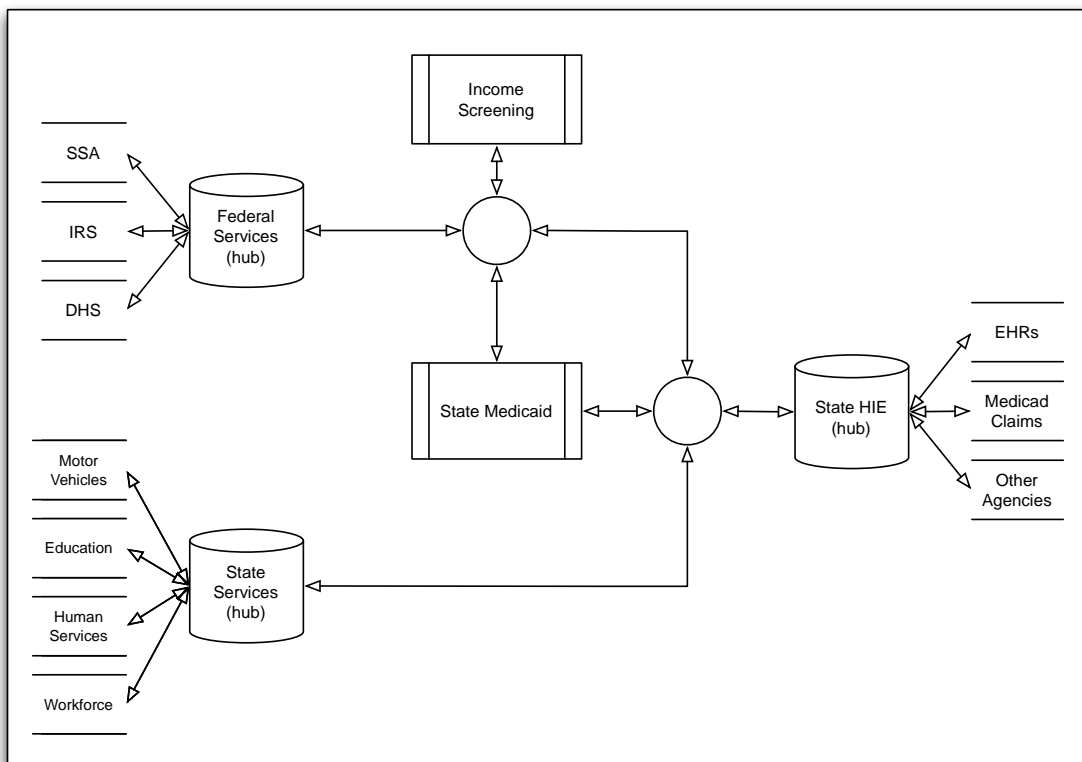 Income
Screening
SSA
IRS
DHS
Federal
Services
(hub)
State Medicaid
State HIE
(hub)
EHRs
Medicad
Claims
Other
Agencies
Motor
Vehicles
Education
Human
Services
Workforce
State
Services
(hub)